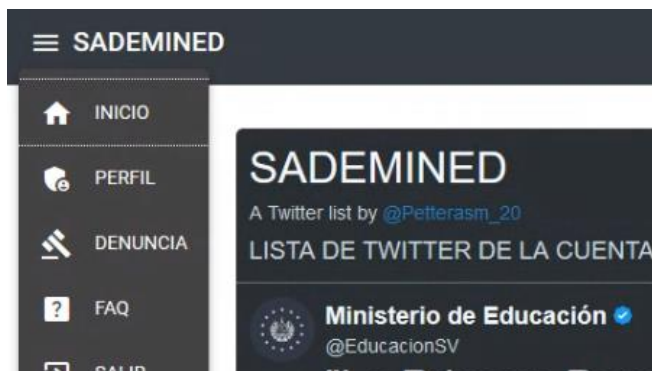 SADEMINED
INICIO
PERFIL
DENUNCIA
FAQ
SALIR
SADEMINED
A Twitter list by @Petterasm_20
LISTA DE TWITTER DE LA CUENTA
Ministerio de Educación
@EducacionSV